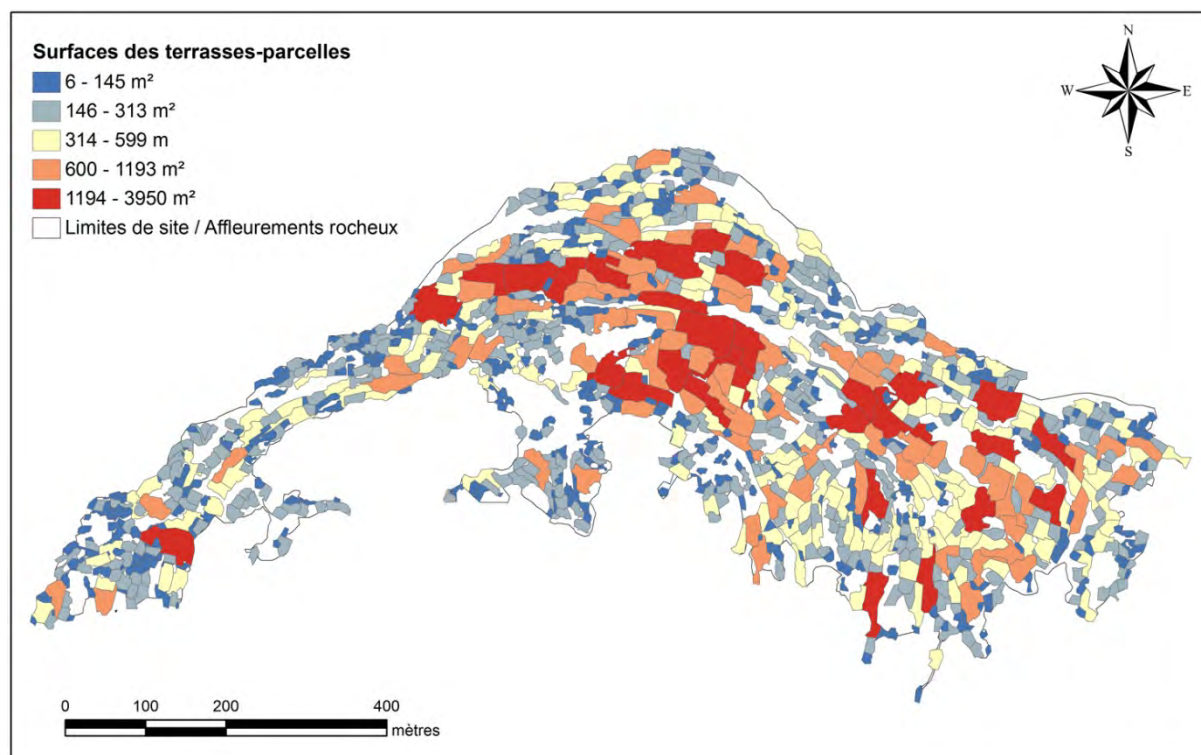 Surfaces des terrasses-parcelles
6 - 145 m²
146 - 313 m²
314 - 599 m
600 - 1193 m²
1194 - 3950 m²
Limites de site / Affleurements rocheux
N
W E
S
0 100 200 400
mètres